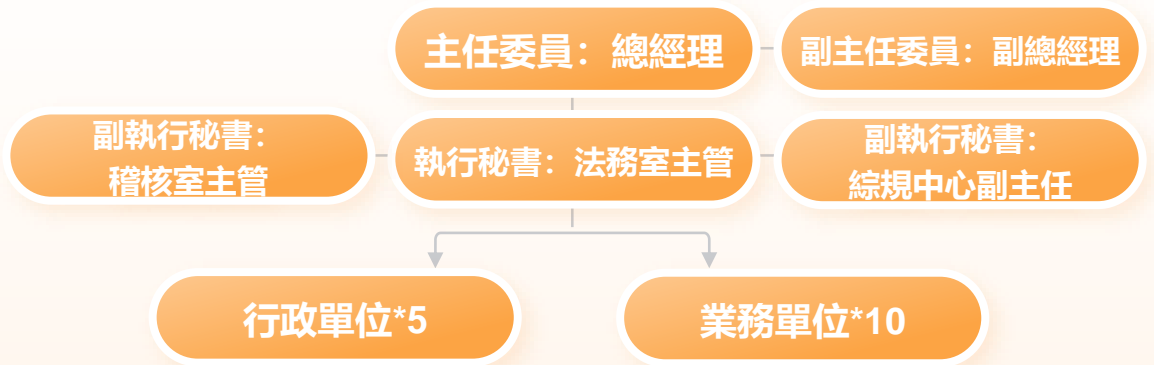 主任委員：總經理
副主任委員：副總經理
副執行秘書：
稽核室主管
執行秘書：法務室主管
副執行秘書：
綜規中心副主任
行政單位*5
業務單位*10